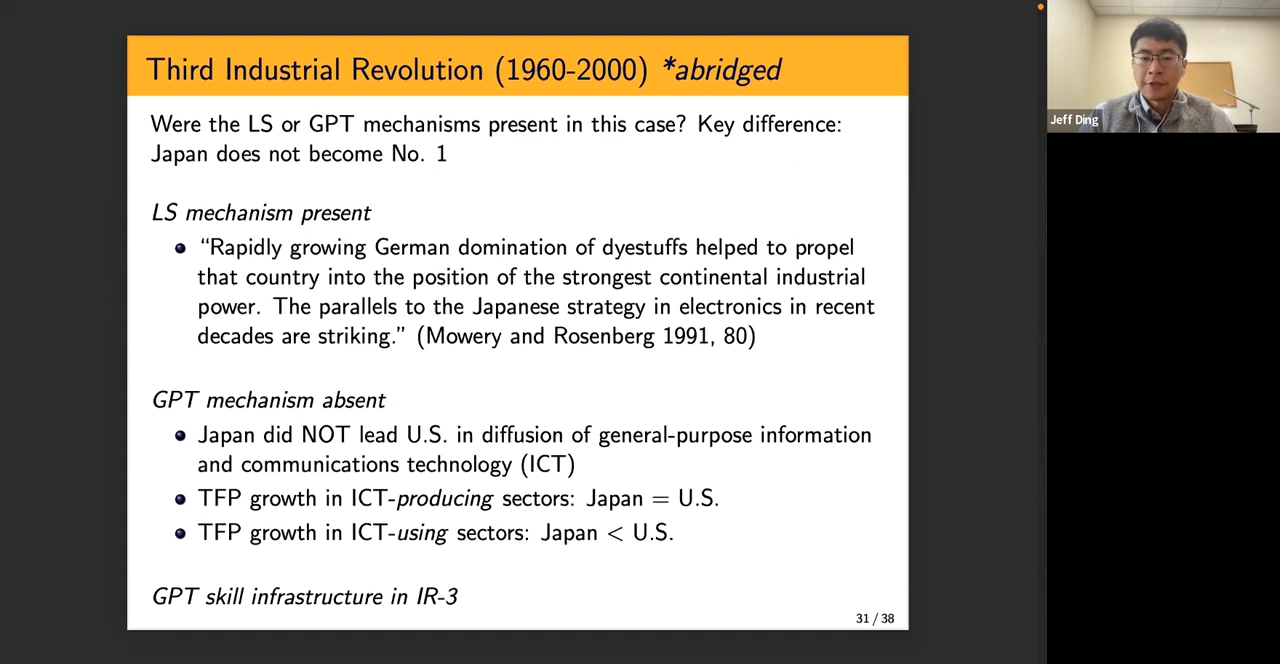 Third Industrial Revolution (1960-2000) *abridged
Were the LS or GPT mechanisms present in this case? Key difference:
Japan does not become No. 1
LS mechanism present
“Rapidly growing German domination of dyestuffs helped to propel
that country into the position of the strongest continental industrial
power. The parallels to the Japanese strategy in electronics in recent
decades are striking.” (Mowery and Rosenberg 1991, 80)
GPT mechanism absent
Japan did NOT lead U.S. in diffusion of general-purpose information
and communications technology (ICT)
TFP growth in ICT-producing sectors: Japan = U.S.
TFP growth in ICT-using sectors: Japan < U.S.
GPT skill infrastructure in IR-3
31 / 38
Jeff Ding